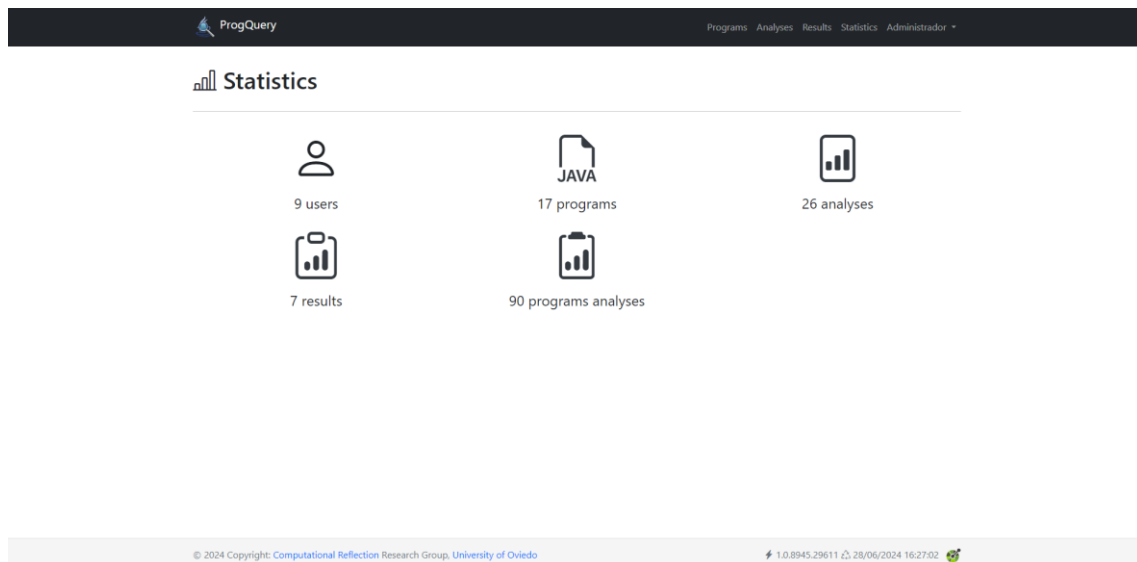 ProgQuery
Programs Analyses Results Statistics Administrador
Statistics
JAVA
9 users
17 programs
26 analyses
7 results
90 programs analyses
© 2024 Copyright: Computational Reflection Research Group, University of Oviedo
1.0.8945.29611 28/06/2024 16:27:02